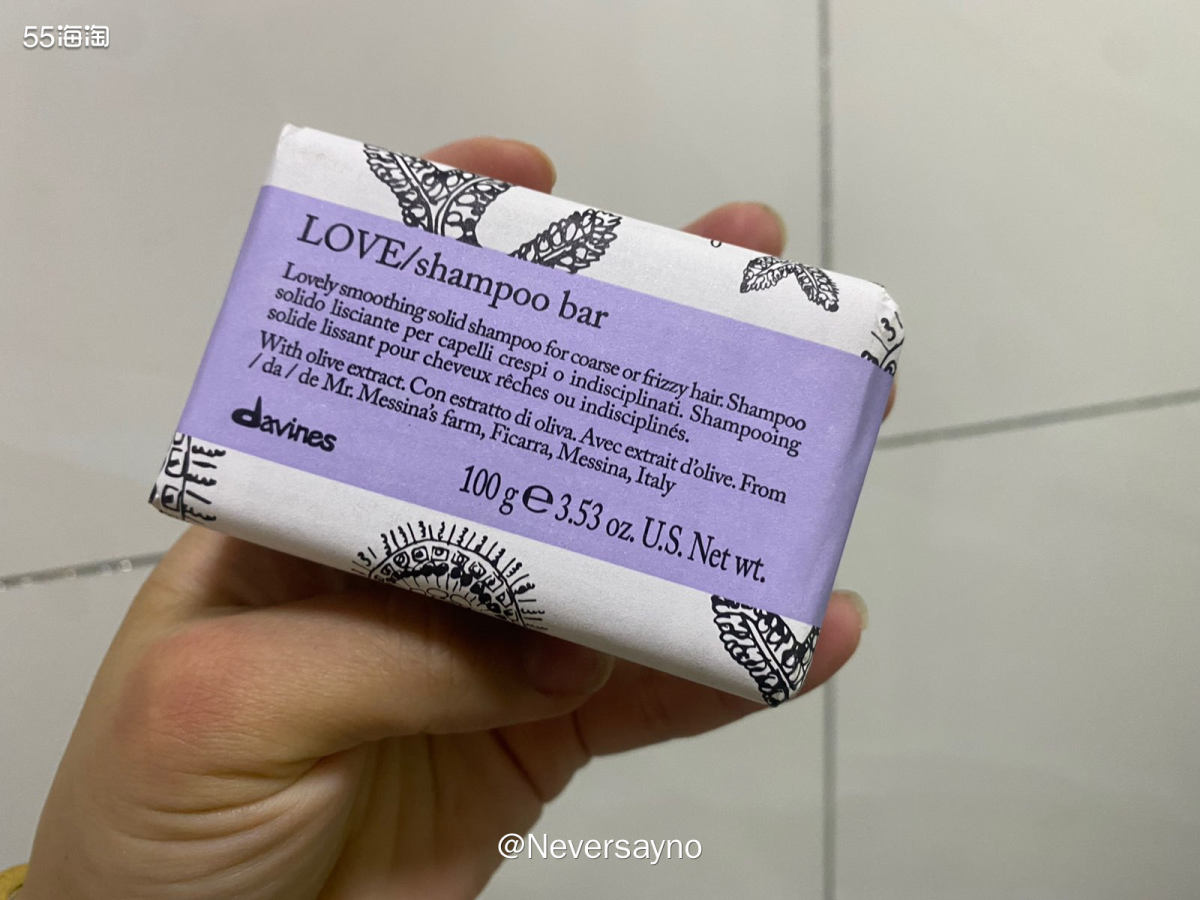 55海淘
LOVE/shampoo bar
Lovely smoothing solid shampoo for coarse or frizzy hair. Shampoo
solido lisciante per capelli crespi o indisciplinati. Shampooing
solide lissant pour cheveux rêches ou indisciplinés.
With olive extract. Con estratto di oliva. Avec extrait d'olive. From
/ da / de Mr. Messina's farm, Ficarra, Messina, Italy
davines
100 g ℮ 3.53 oz. U.S. Net wt.
@Neversayno